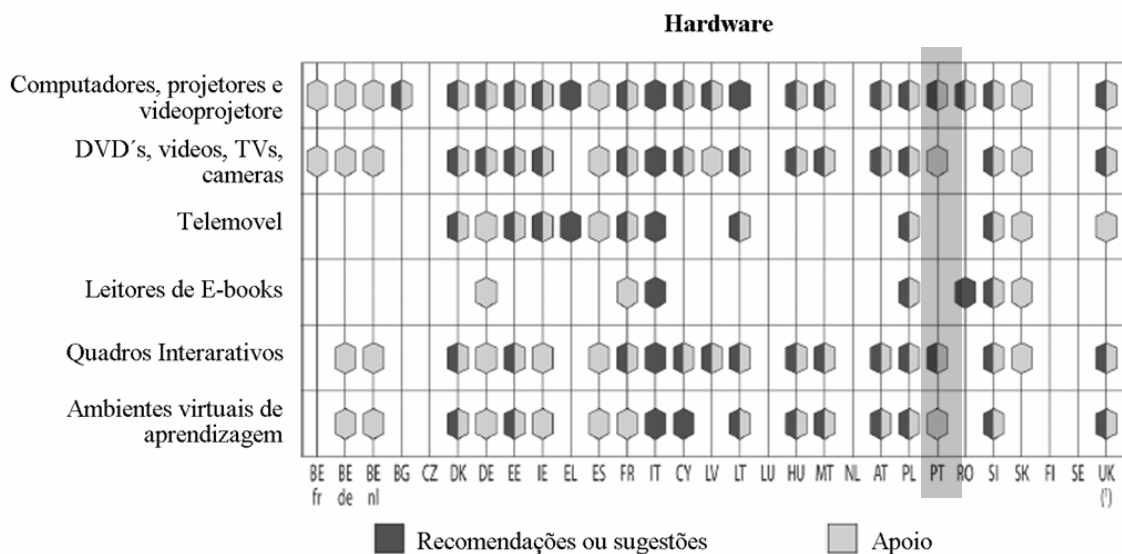 Hardware
Computadores, projetores e
videoprojetore
DVD´s, videos, TVs,
cameras
Telemovel
Leitores de E-books
Quadros Interarativos
Ambientes virtuais de
aprendizagem
BE BE BE BG CZ DK DE EE IE EL ES FR IT CY LV LT LU HU MT NL AT PL PT RO SI SK FI SE UK
fr de nl (¹)
Recomendações ou sugestões Apoio